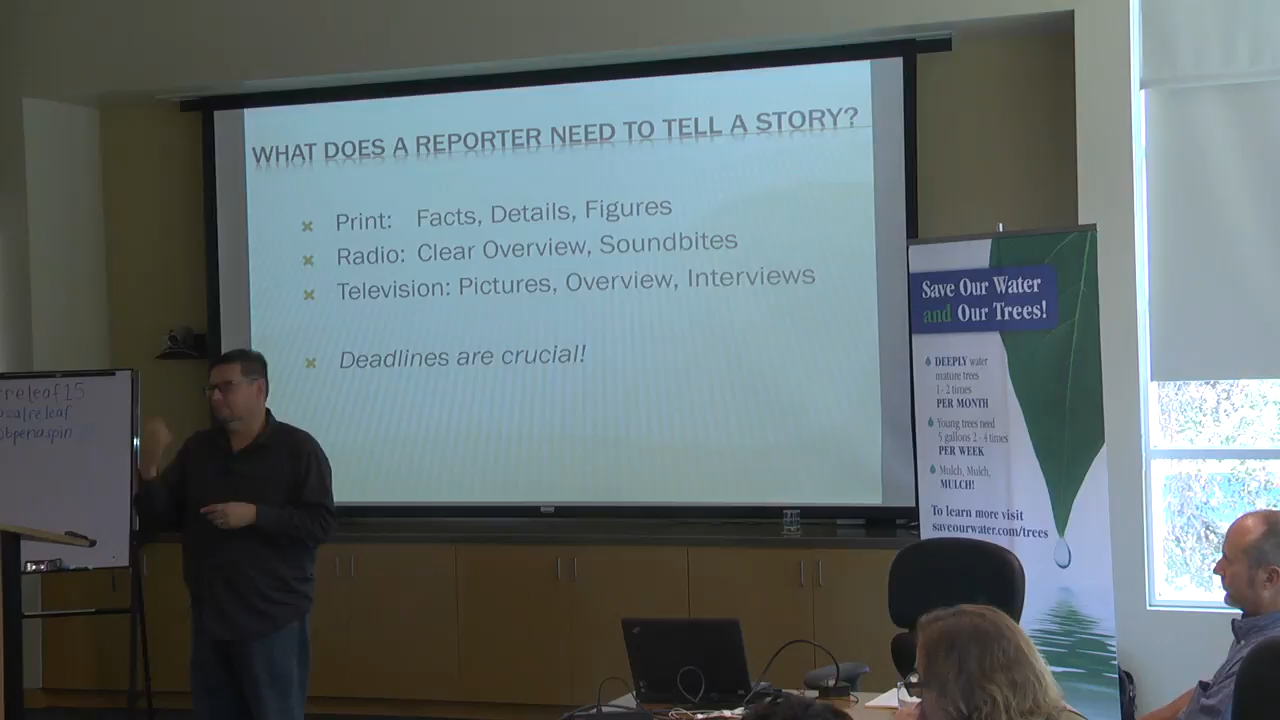 WHAT DOES A REPORTER NEED TO TELL A STORY?
Print: Facts, Details, Figures
Radio: Clear Overview, Soundbites
Television: Pictures, Overview, Interviews
Deadlines are crucial!
releaf15
calreleaf
bpenaspin
Save Our Water
and Our Trees!
DEEPLY water
mature trees
1 - 2 times
PER MONTH
Young trees need
5 gallons 2 - 4 times
PER WEEK
Mulch, Mulch,
MULCH!
To learn more visit
saveourwater.com/trees